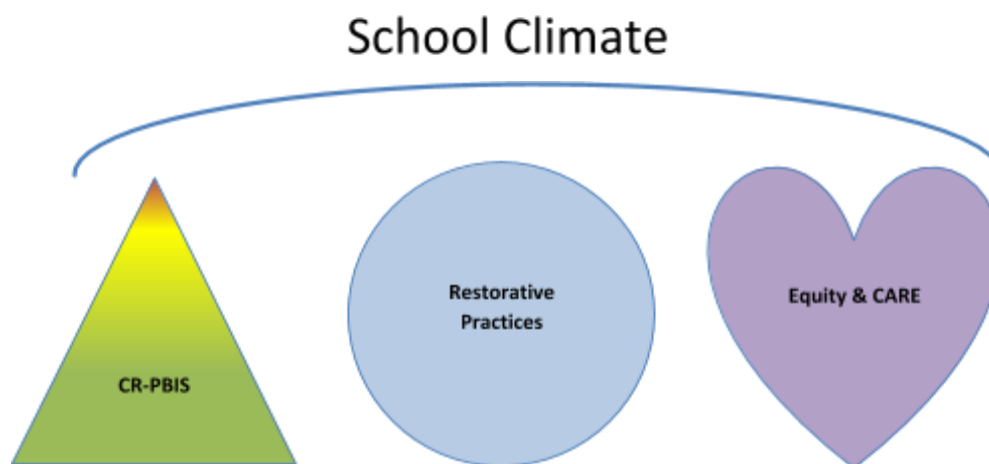 School Climate
CR-PBIS
Restorative
Practices
Equity & CARE